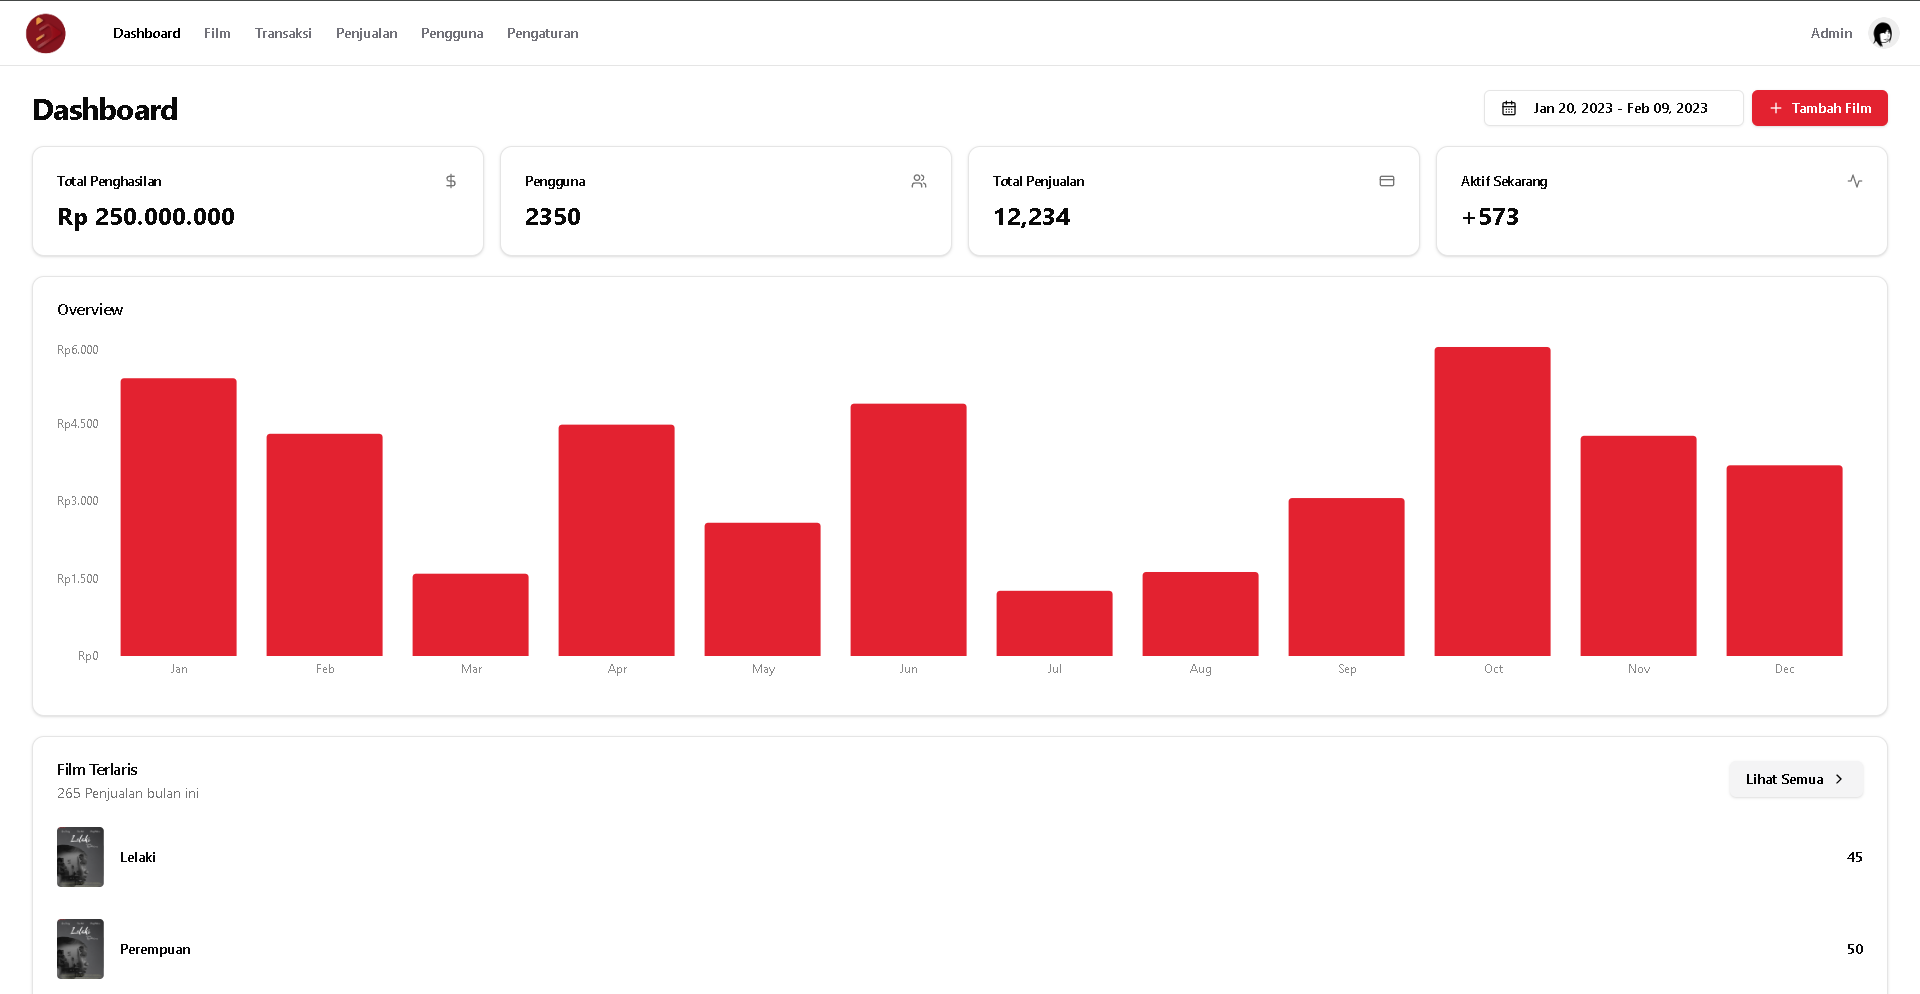 Dashboard Film Transaksi Penjualan Pengguna Pengaturan Admin
Dashboard
Jan 20, 2023 - Feb 09, 2023
Tambah Film
Total Penghasilan
Rp 250.000.000
Pengguna
2350
Total Penjualan
12,234
Aktif Sekarang
+573
Overview
Rp6.000
Rp4.500
Rp3.000
Rp1.500
Rp0
Jan Feb Mar Apr May Jun Jul Aug Sep Oct Nov Dec
Film Terlaris
265 Penjualan bulan ini
Lihat Semua
Lelaki
Lelaki 45
Lelaki
Perempuan 50